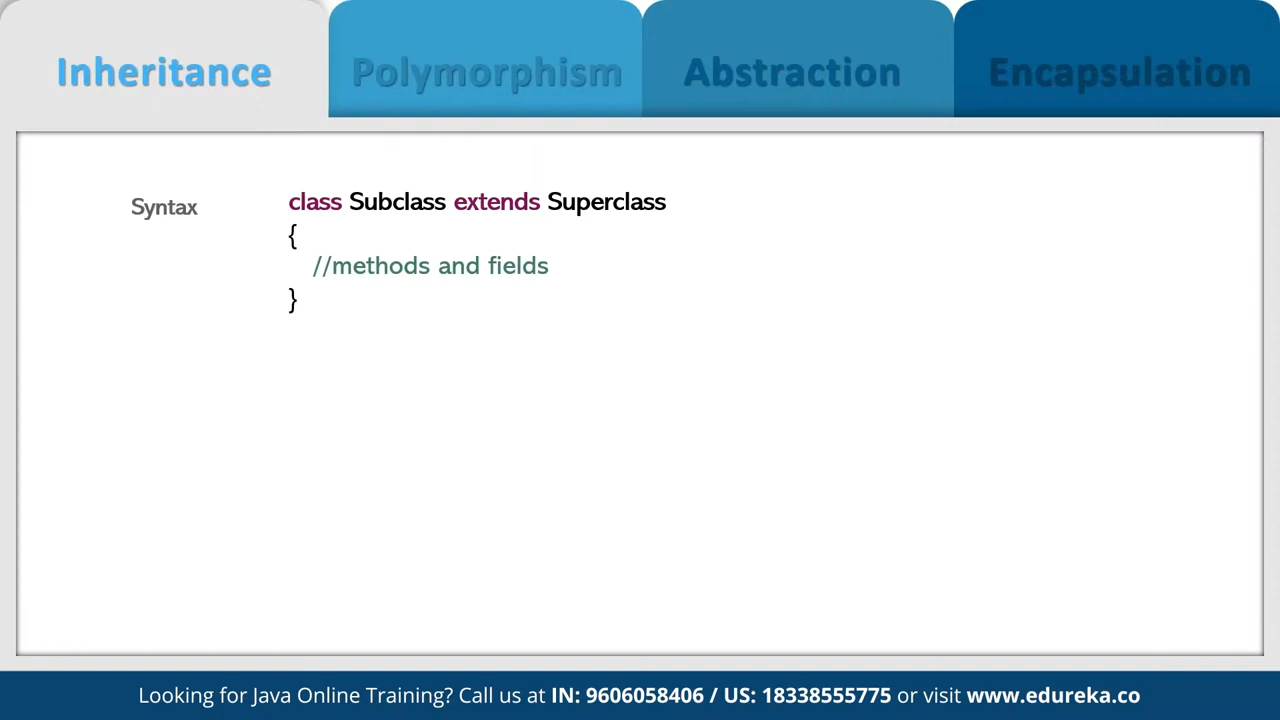 Inheritance Polymorphism Abstraction Encapsulation
Syntax class Subclass extends Superclass
{
//methods and fields
}
Looking for Java Online Training? Call us at IN: 9606058406 / US: 18338555775 or visit www.edureka.co